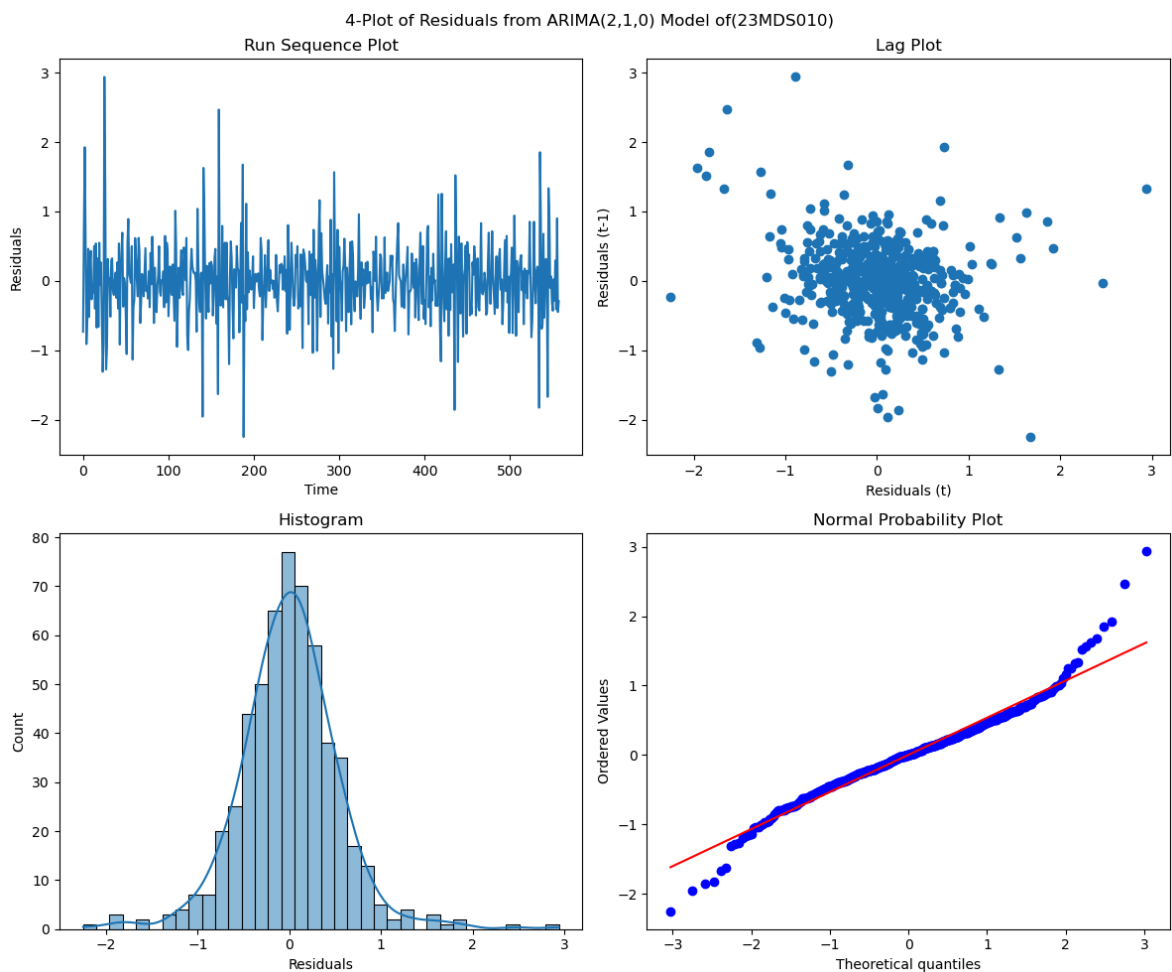 4-Plot of Residuals from ARIMA(2,1,0) Model of(23MDS010)
Run Sequence Plot
3
2
1
0
−1
−2
Residuals
0 100 200 300 400 500
Time
Lag Plot
3
2
1
0
−1
−2
Residuals (t-1)
−2 −1 0 1 2 3
Residuals (t)
Histogram
80
70
60
50
40
30
20
10
0
Count
−2 −1 0 1 2 3
Residuals
Normal Probability Plot
3
2
1
0
−1
−2
Ordered Values
−3 −2 −1 0 1 2 3
Theoretical quantiles